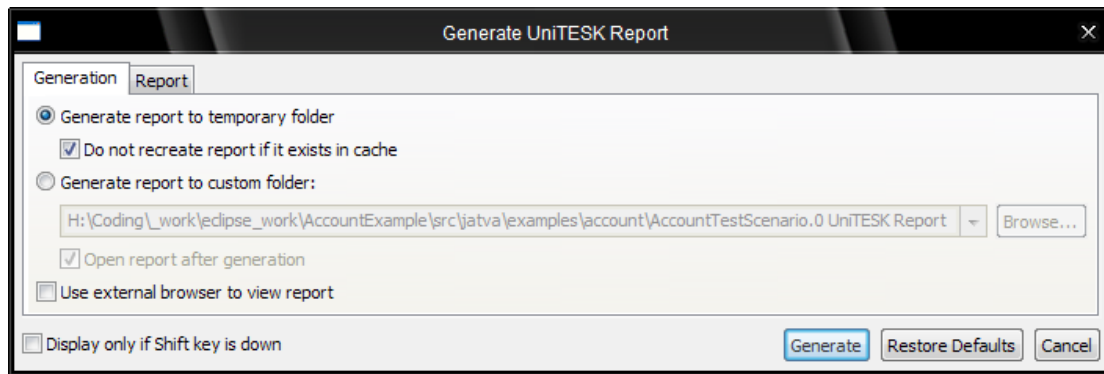 Generate UniTESK Report
Generation Report
Generate report to temporary folder
Do not recreate report if it exists in cache
Generate report to custom folder:
H:\Coding\_work\eclipse_work\AccountExample\src\jatva\examples\account\AccountTestScenario.0 UniTESK Report Browse...
Open report after generation
Use external browser to view report
Display only if Shift key is down Generate Restore Defaults Cancel